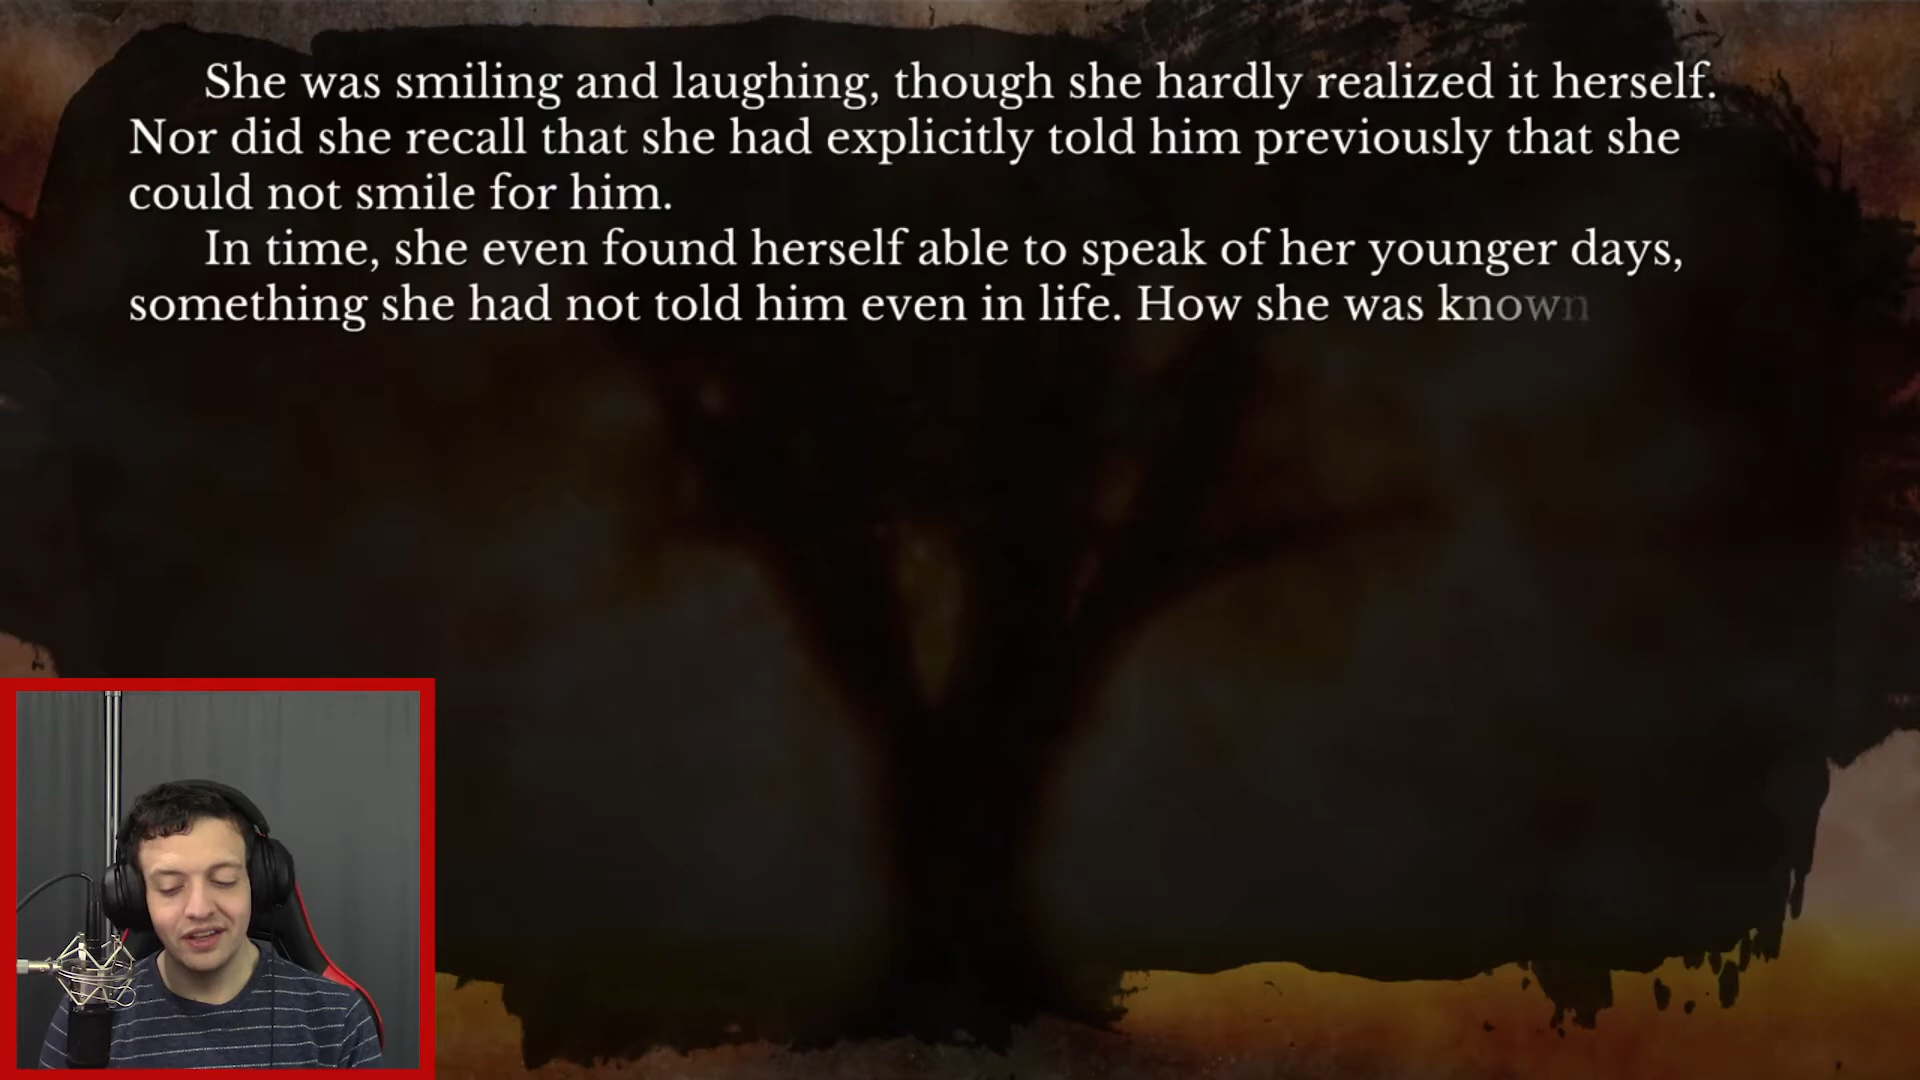 She was smiling and laughing, though she hardly realized it herself.
Nor did she recall that she had explicitly told him previously that she
could not smile for him.
In time, she even found herself able to speak of her younger days,
something she had not told him even in life. How she was known